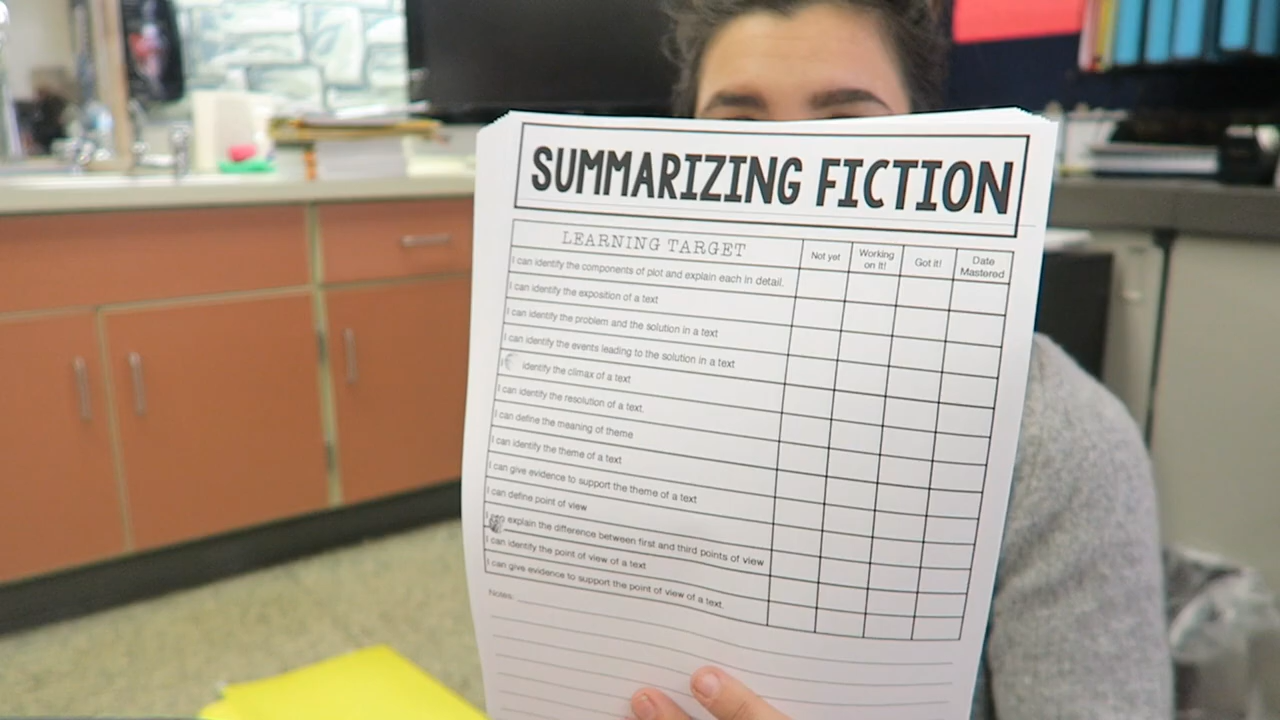 SUMMARIZING FICTION
LEARNING TARGET Not yet Working on It! Got it! Date Mastered
I can identify the components of plot and explain each in detail.
I can identify the exposition of a text
I can identify the problem and the solution in a text
I can identify the events leading to the solution in a text
I identify the climax of a text
I can identify the resolution of a text.
I can define the meaning of theme
I can identify the theme of a text
I can give evidence to support the theme of a text
I can define point of view
I explain the difference between first and third points of view
I can identify the point of view of a text
I can give evidence to support the point of view of a text.
Notes: